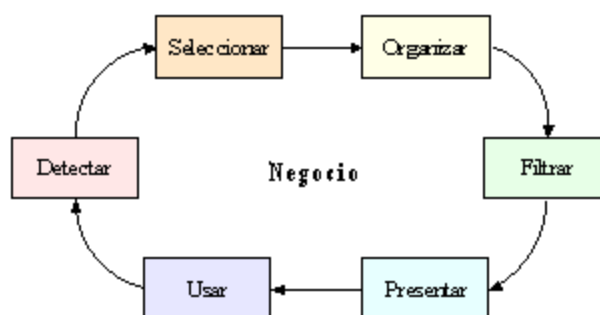 Seleccionar
Organizar
Detectar
Negocio
Filtrar
Usar
Presentar